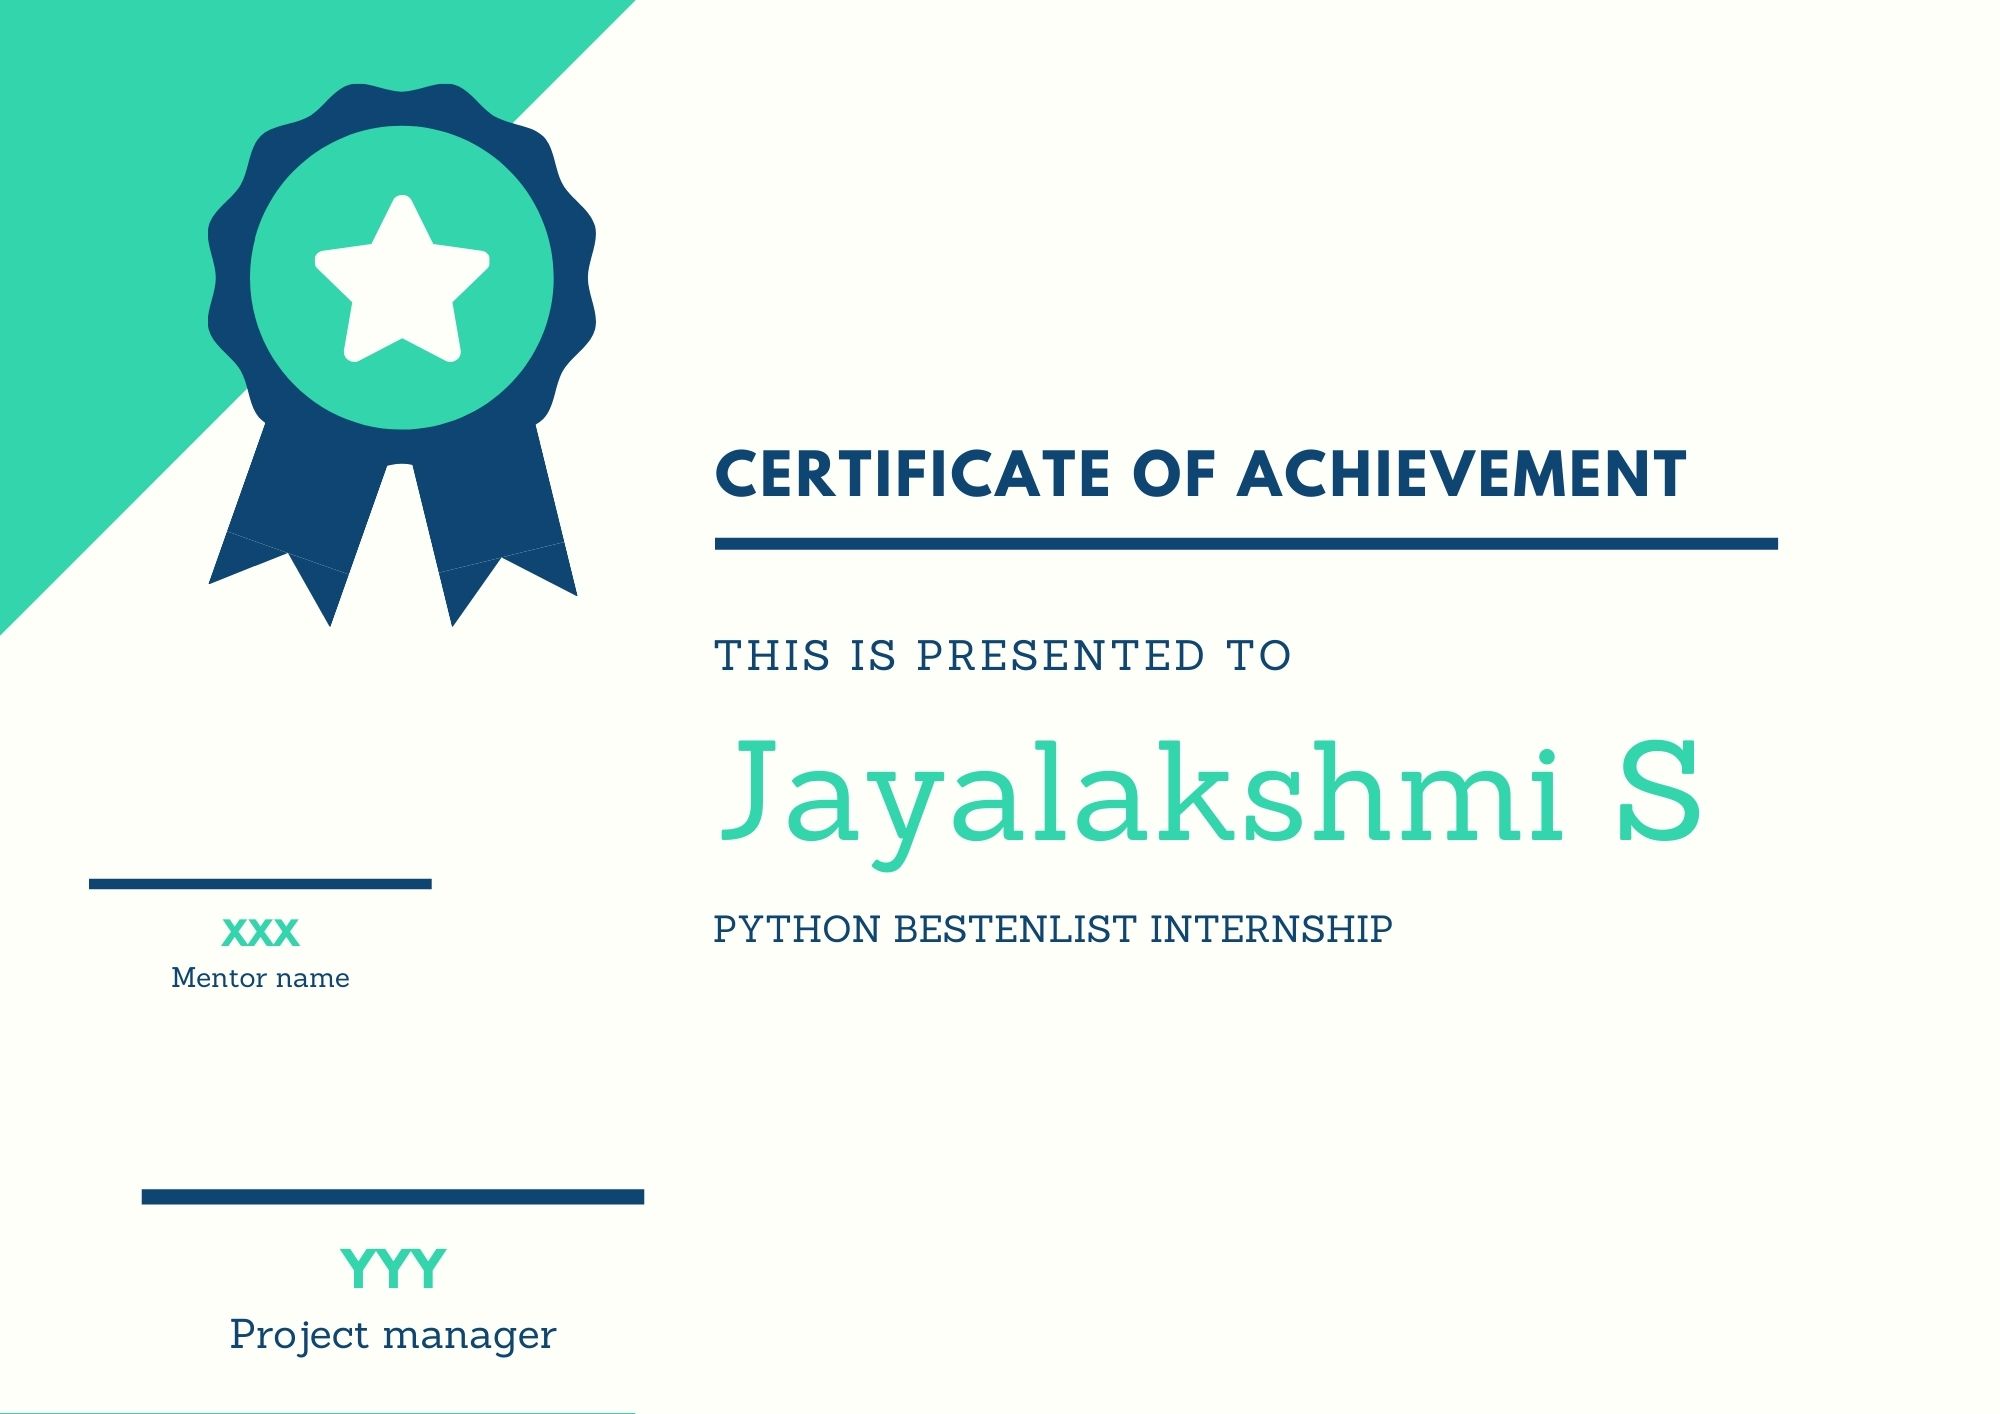 CERTIFICATE OF ACHIEVEMENT
THIS IS PRESENTED TO
Jayalakshmi S
PYTHON BESTENLIST INTERNSHIP
XXX
Mentor name
YYY
Project manager